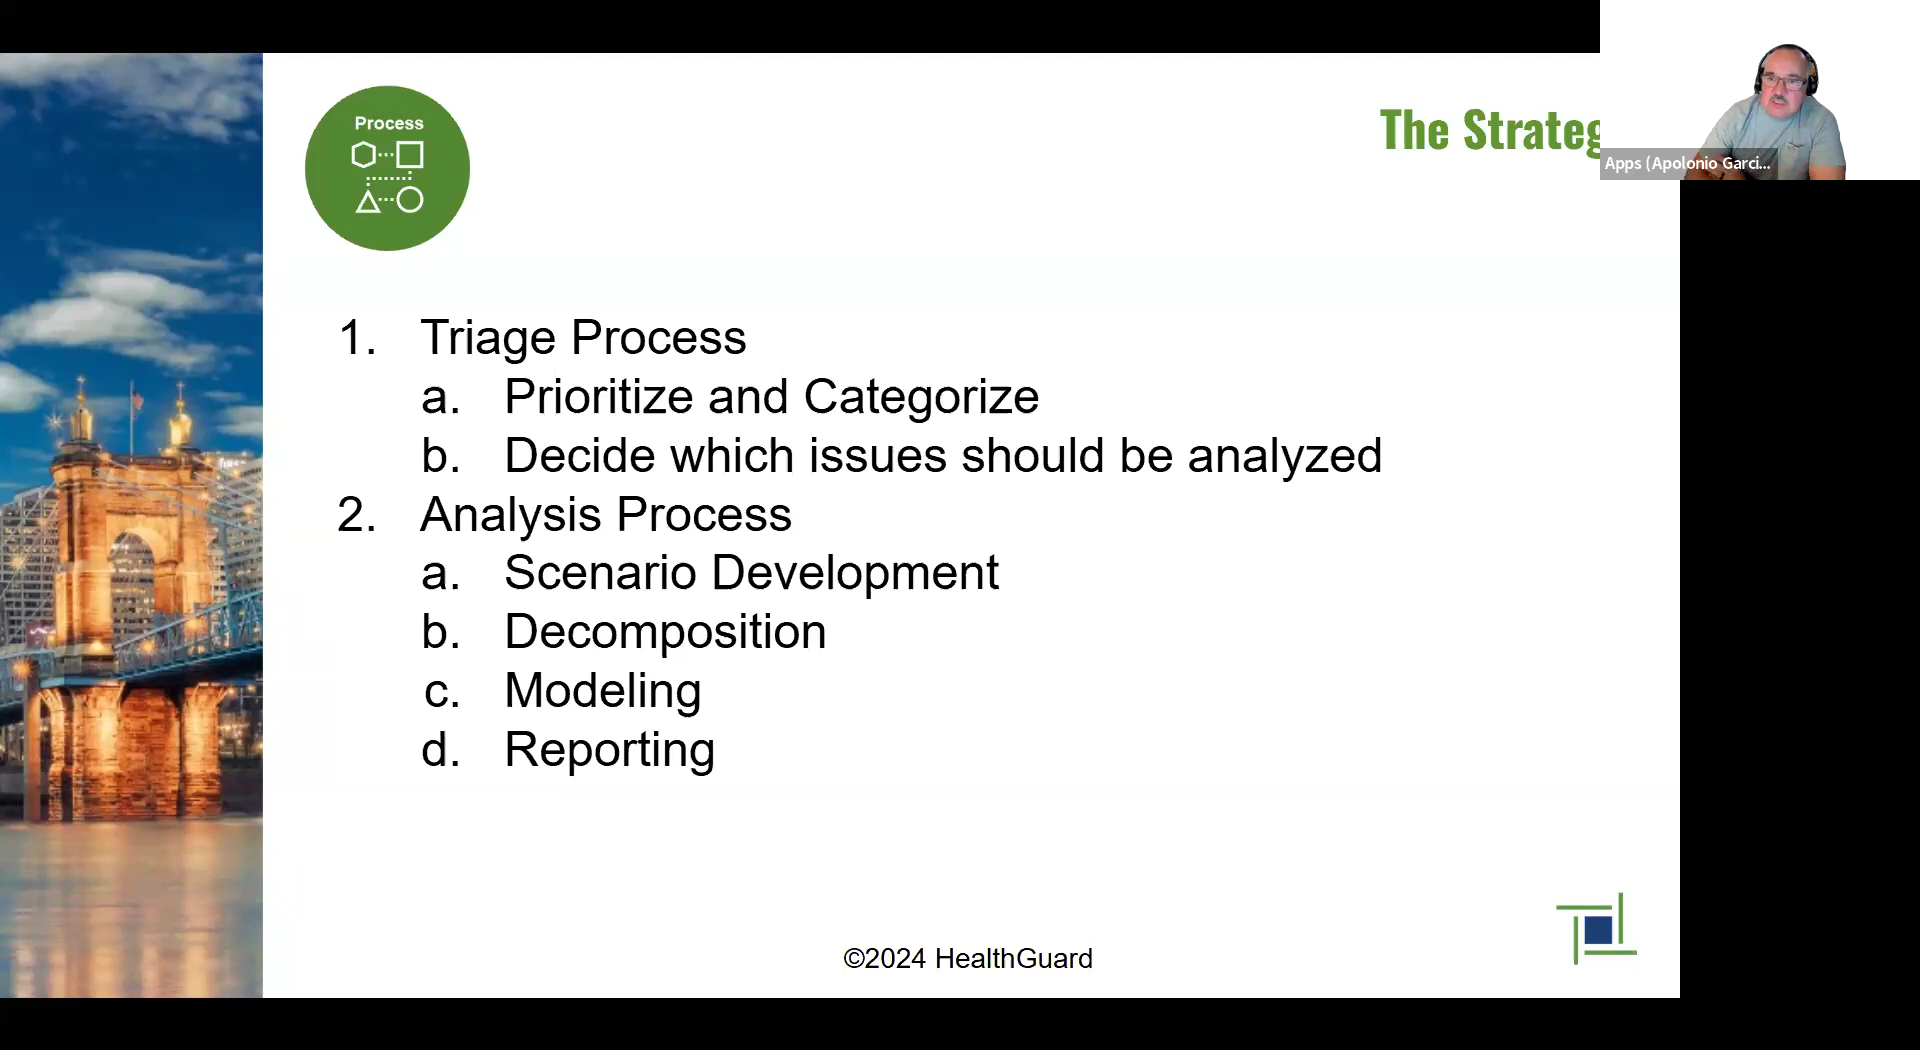 Process
The Strateg
Apps (Apolonio Garci...
1. Triage Process
a. Prioritize and Categorize
b. Decide which issues should be analyzed
2. Analysis Process
a. Scenario Development
b. Decomposition
c. Modeling
d. Reporting
©2024 HealthGuard